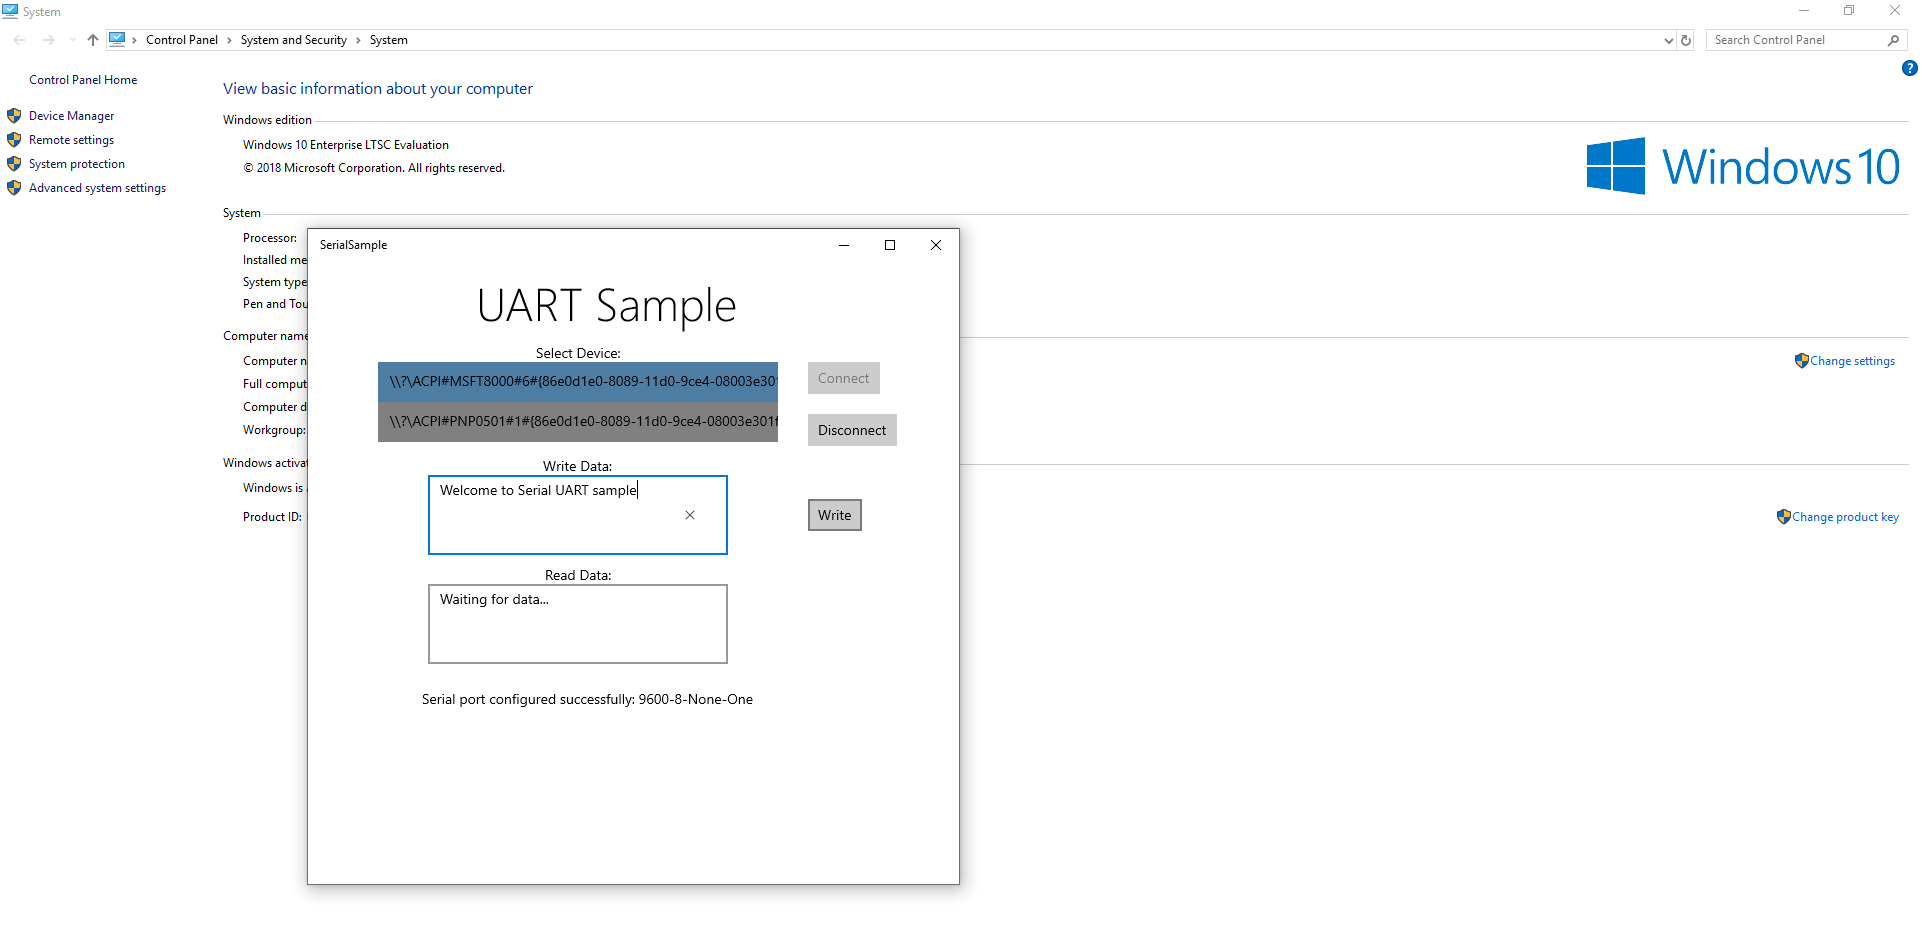 System
Control Panel > System and Security > System
Search Control Panel
Control Panel Home
Device Manager
Remote settings
System protection
Advanced system settings
View basic information about your computer
Windows edition
Windows 10 Enterprise LTSC Evaluation
© 2018 Microsoft Corporation. All rights reserved.
Windows 10
System
Processor:
Installed me
System type
Pen and Tou
Computer name
Computer n
Full comput
Computer d
Workgroup:
Change settings
Windows activat
Windows is
Product ID:
Change product key
SerialSample
UART Sample
Select Device:
\\?\ACPI#MSFT8000#6#{86e0d1e0-8089-11d0-9ce4-08003e301
\\?\ACPI#PNP0501#1#{86e0d1e0-8089-11d0-9ce4-08003e301f
Connect
Disconnect
Write Data:
Welcome to Serial UART sample
Write
Read Data:
Waiting for data...
Serial port configured successfully: 9600-8-None-One